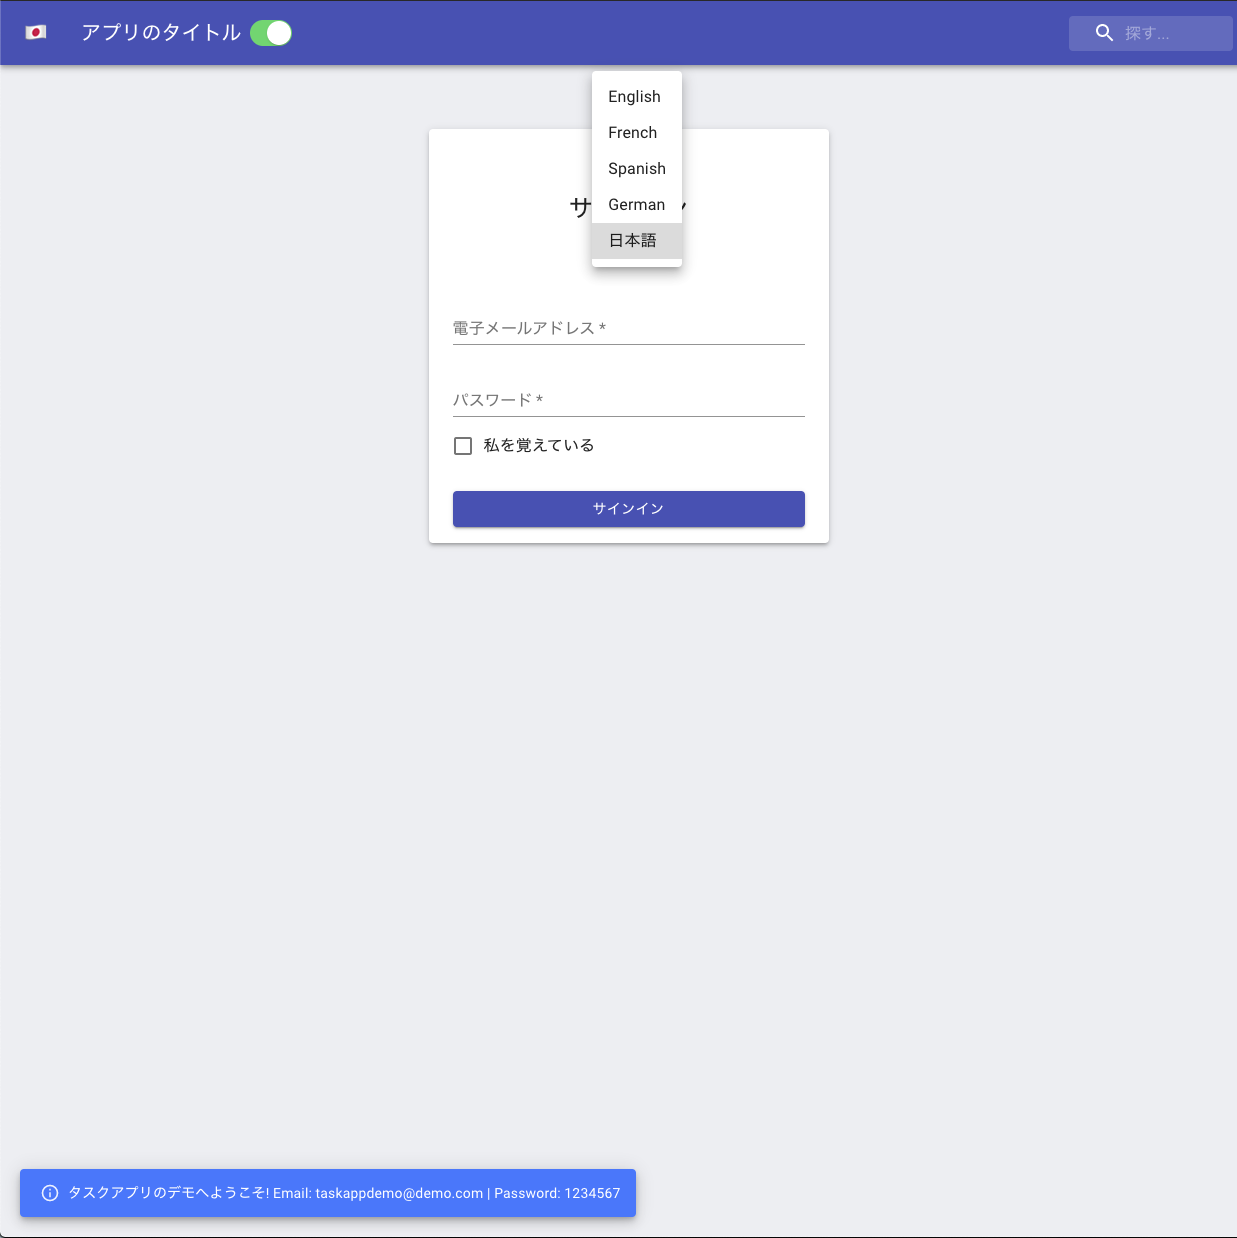 アプリのタイトル
探す...
English
French
Spanish
German
日本語
サ
電子メールアドレス *
パスワード *
私を覚えている
サインイン
タスクアプリのデモへようこそ! Email: taskappdemo@demo.com | Password: 1234567